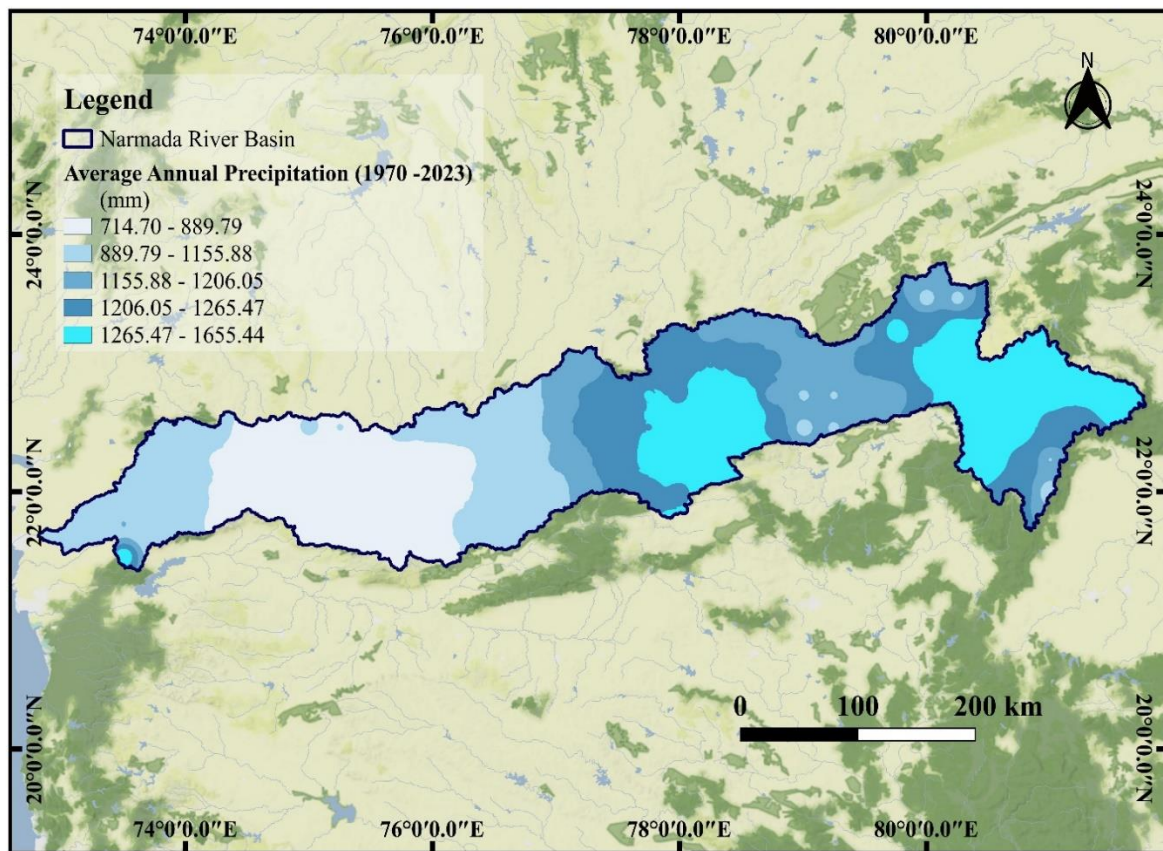 74°0′0.0″E 76°0′0.0″E 78°0′0.0″E 80°0′0.0″E
N
Legend
Narmada River Basin
Average Annual Precipitation (1970 -2023)
(mm)
714.70 - 889.79
889.79 - 1155.88
1155.88 - 1206.05
1206.05 - 1265.47
1265.47 - 1655.44
24°0′0.0″N 24°0′0.0″N
22°0′0.0″N 22°0′0.0″N
0 100 200 km
20°0′0.0″N 20°0′0.0″N
74°0′0.0″E 76°0′0.0″E 78°0′0.0″E 80°0′0.0″E